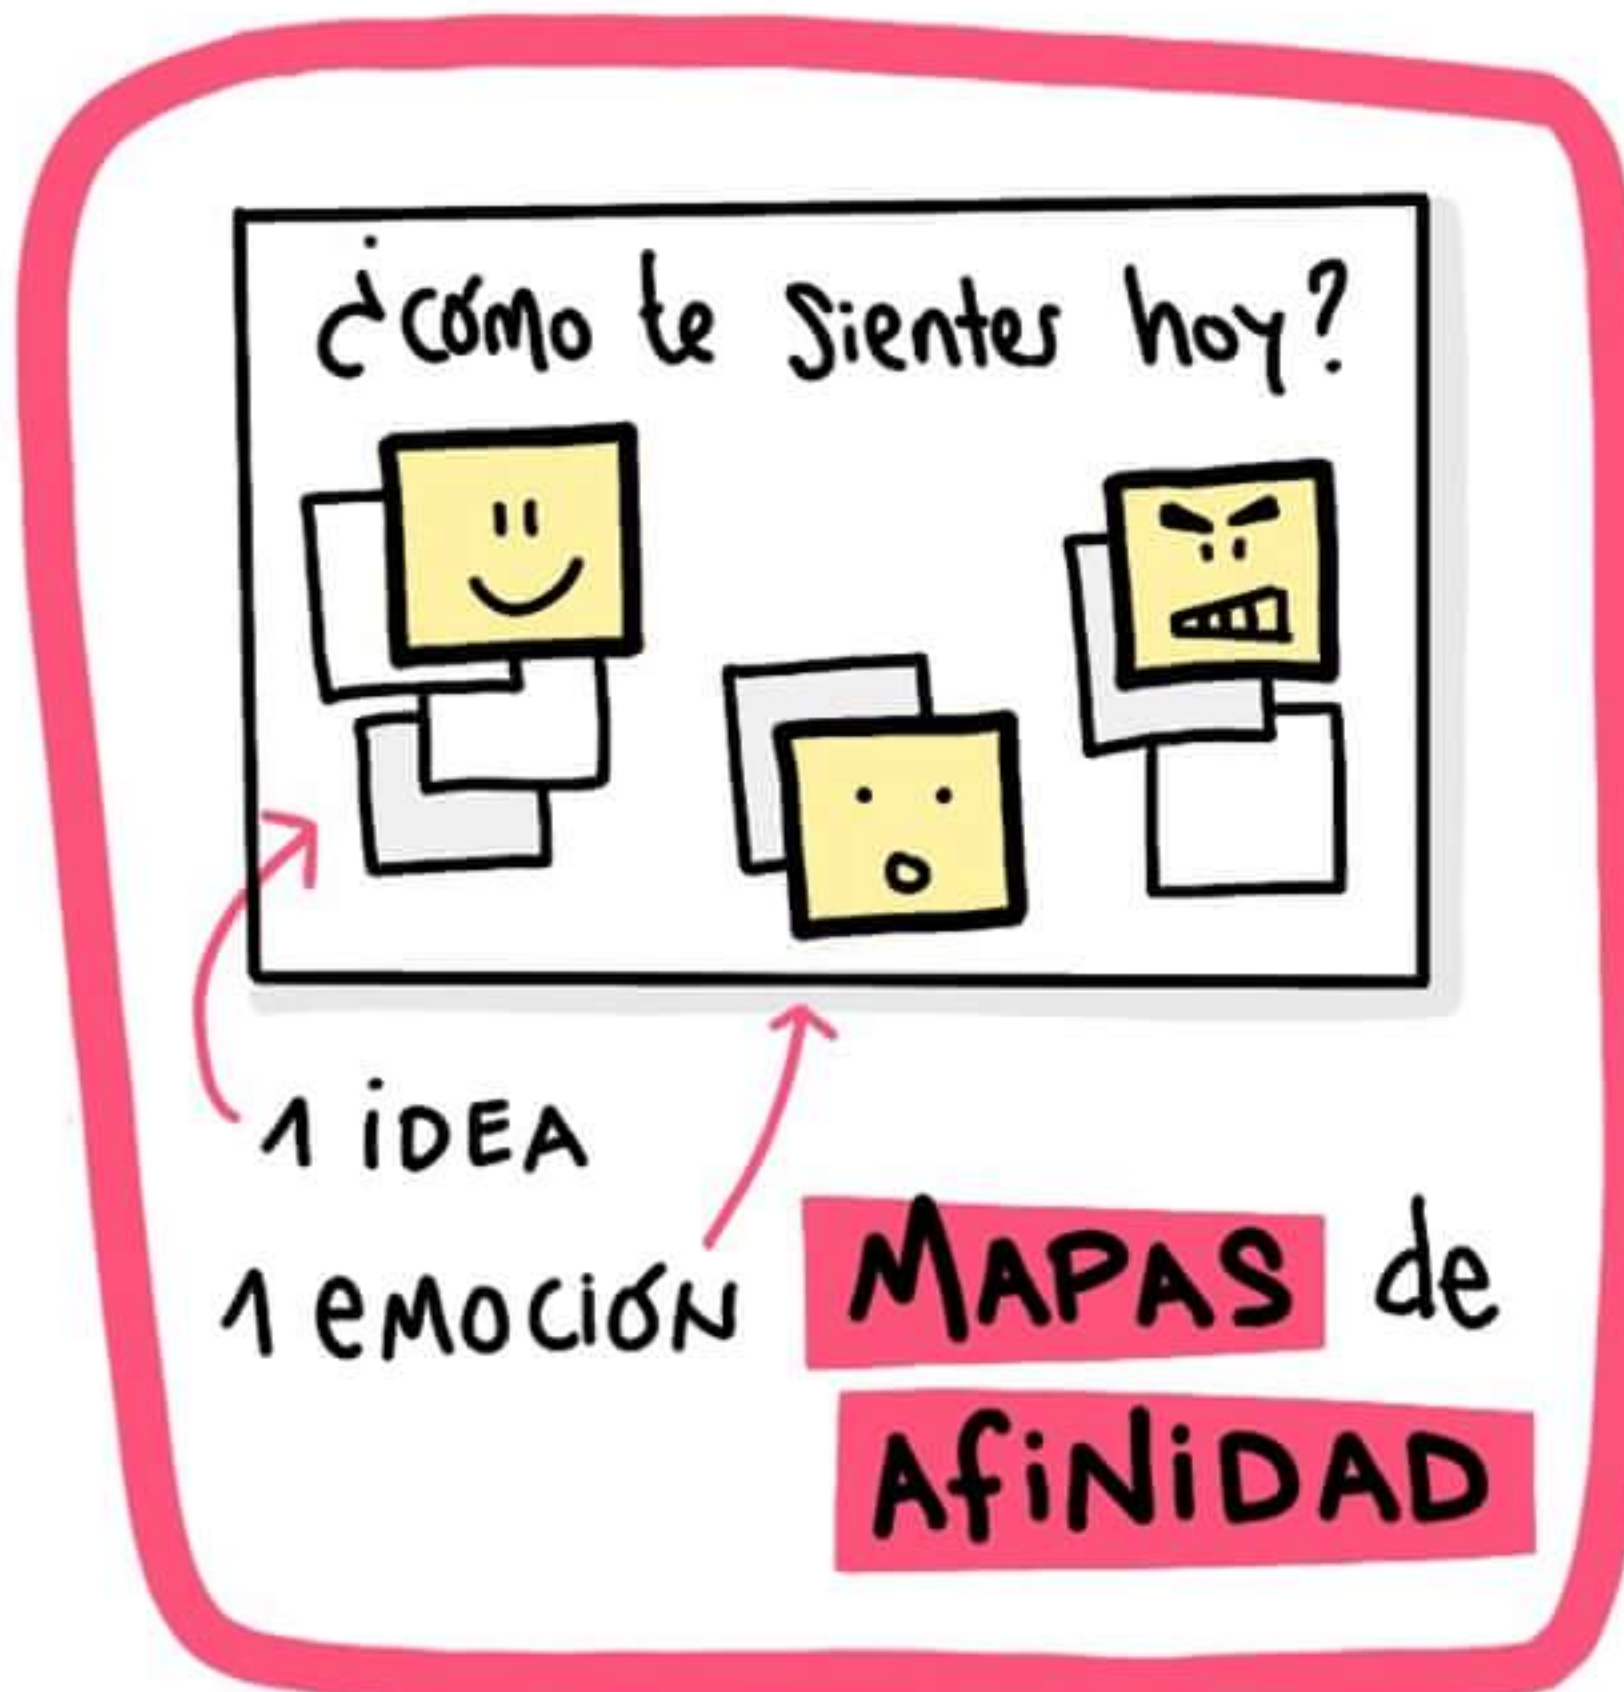 ¿cómo te sientes hoy?
1 iDEA
1 emoción
MAPAS de
AfiNiDAD